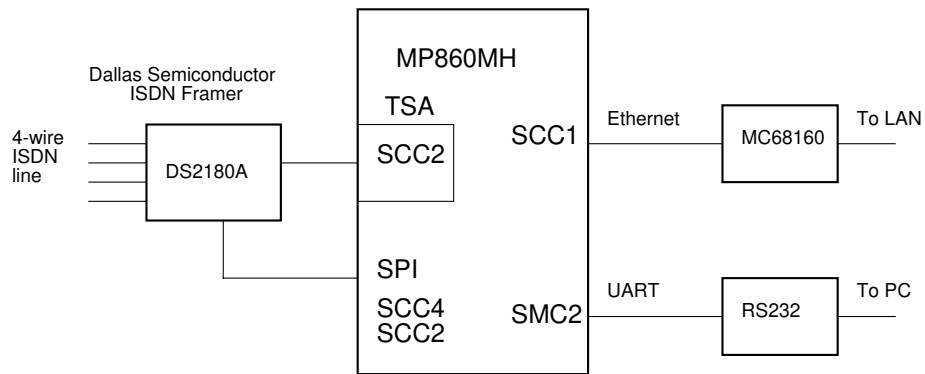 MP860MH
Dallas Semiconductor
ISDN Framer
TSA
4-wire
ISDN
line
DS2180A
SCC2
SCC1
Ethernet
MC68160
To LAN
SPI
SCC4
SCC2
SMC2
UART
RS232
To PC